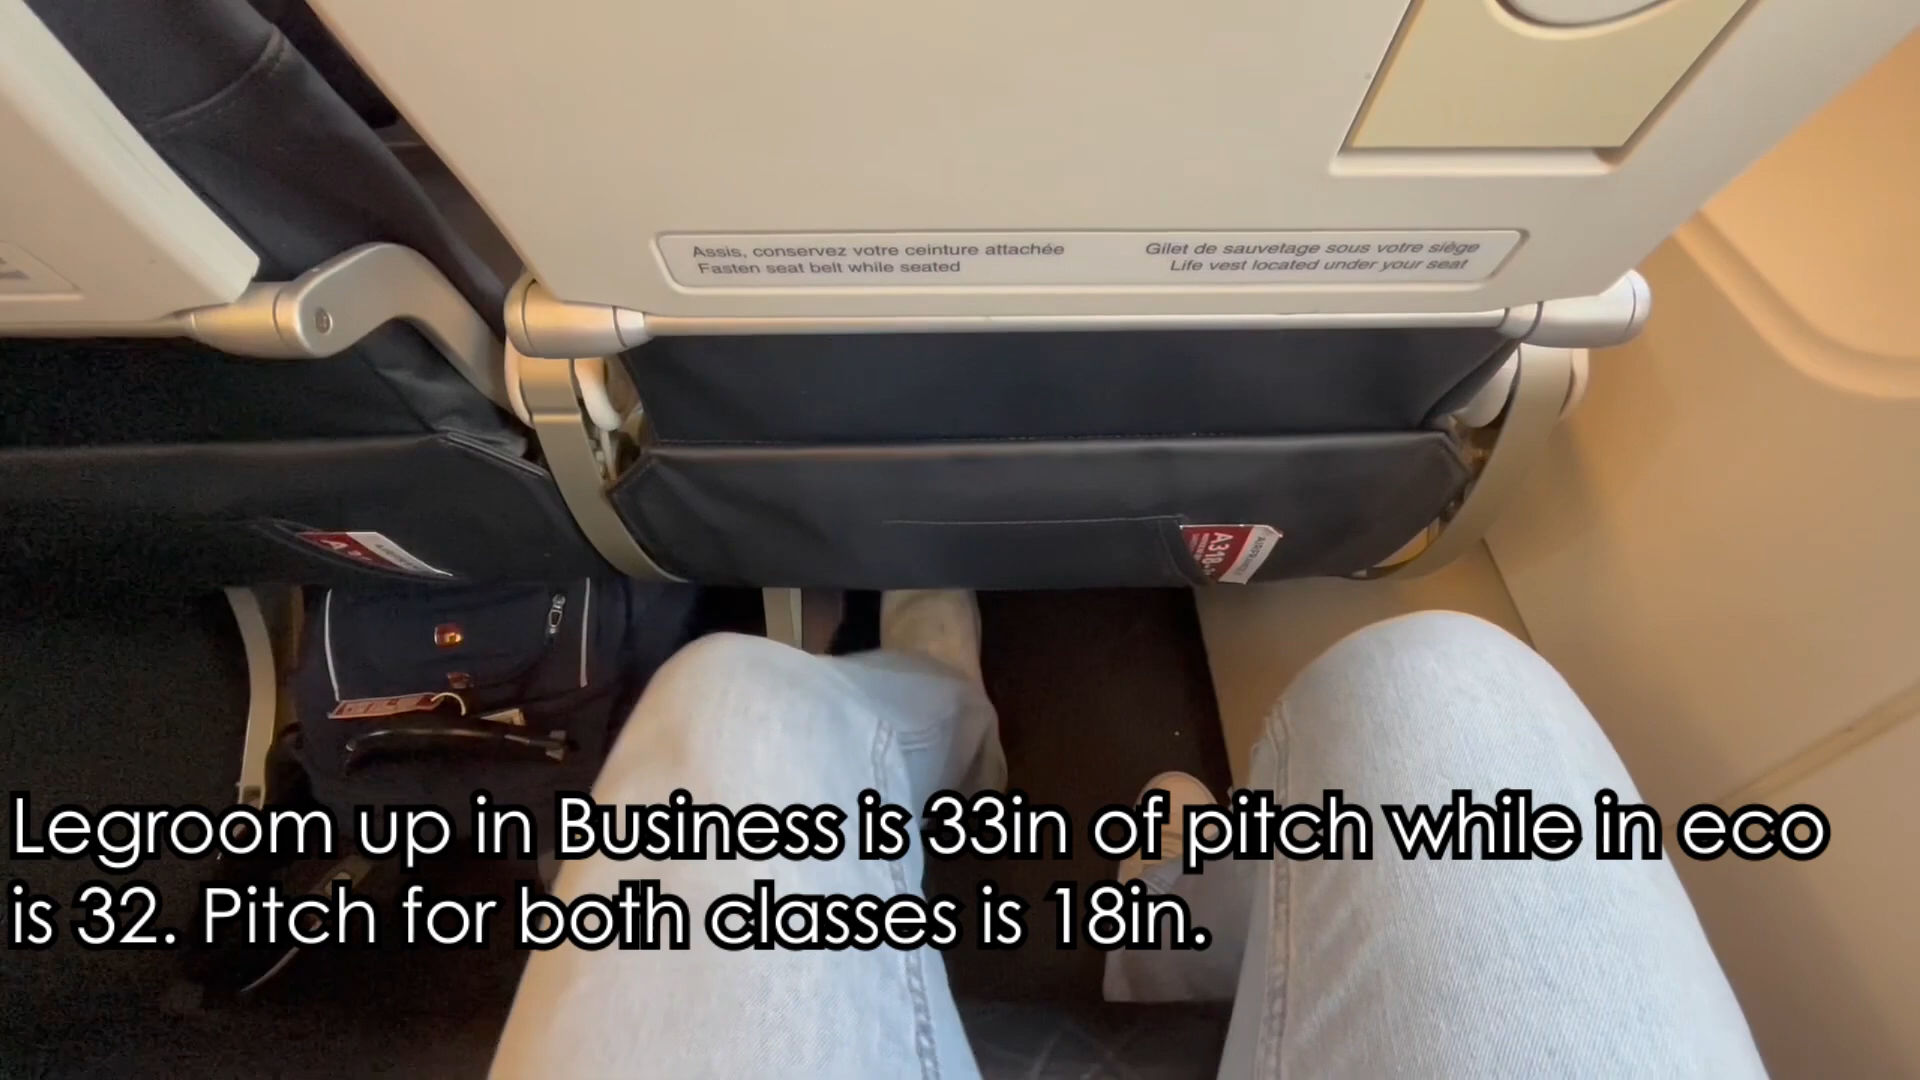 Assis, conservez votre ceinture attachée
Fasten seat belt while seated
Gilet de sauvetage sous votre siège
Life vest located under your seat
A318
AIRFRANCE
Legroom up in Business is 33in of pitch while in eco
is 32. Pitch for both classes is 18in.